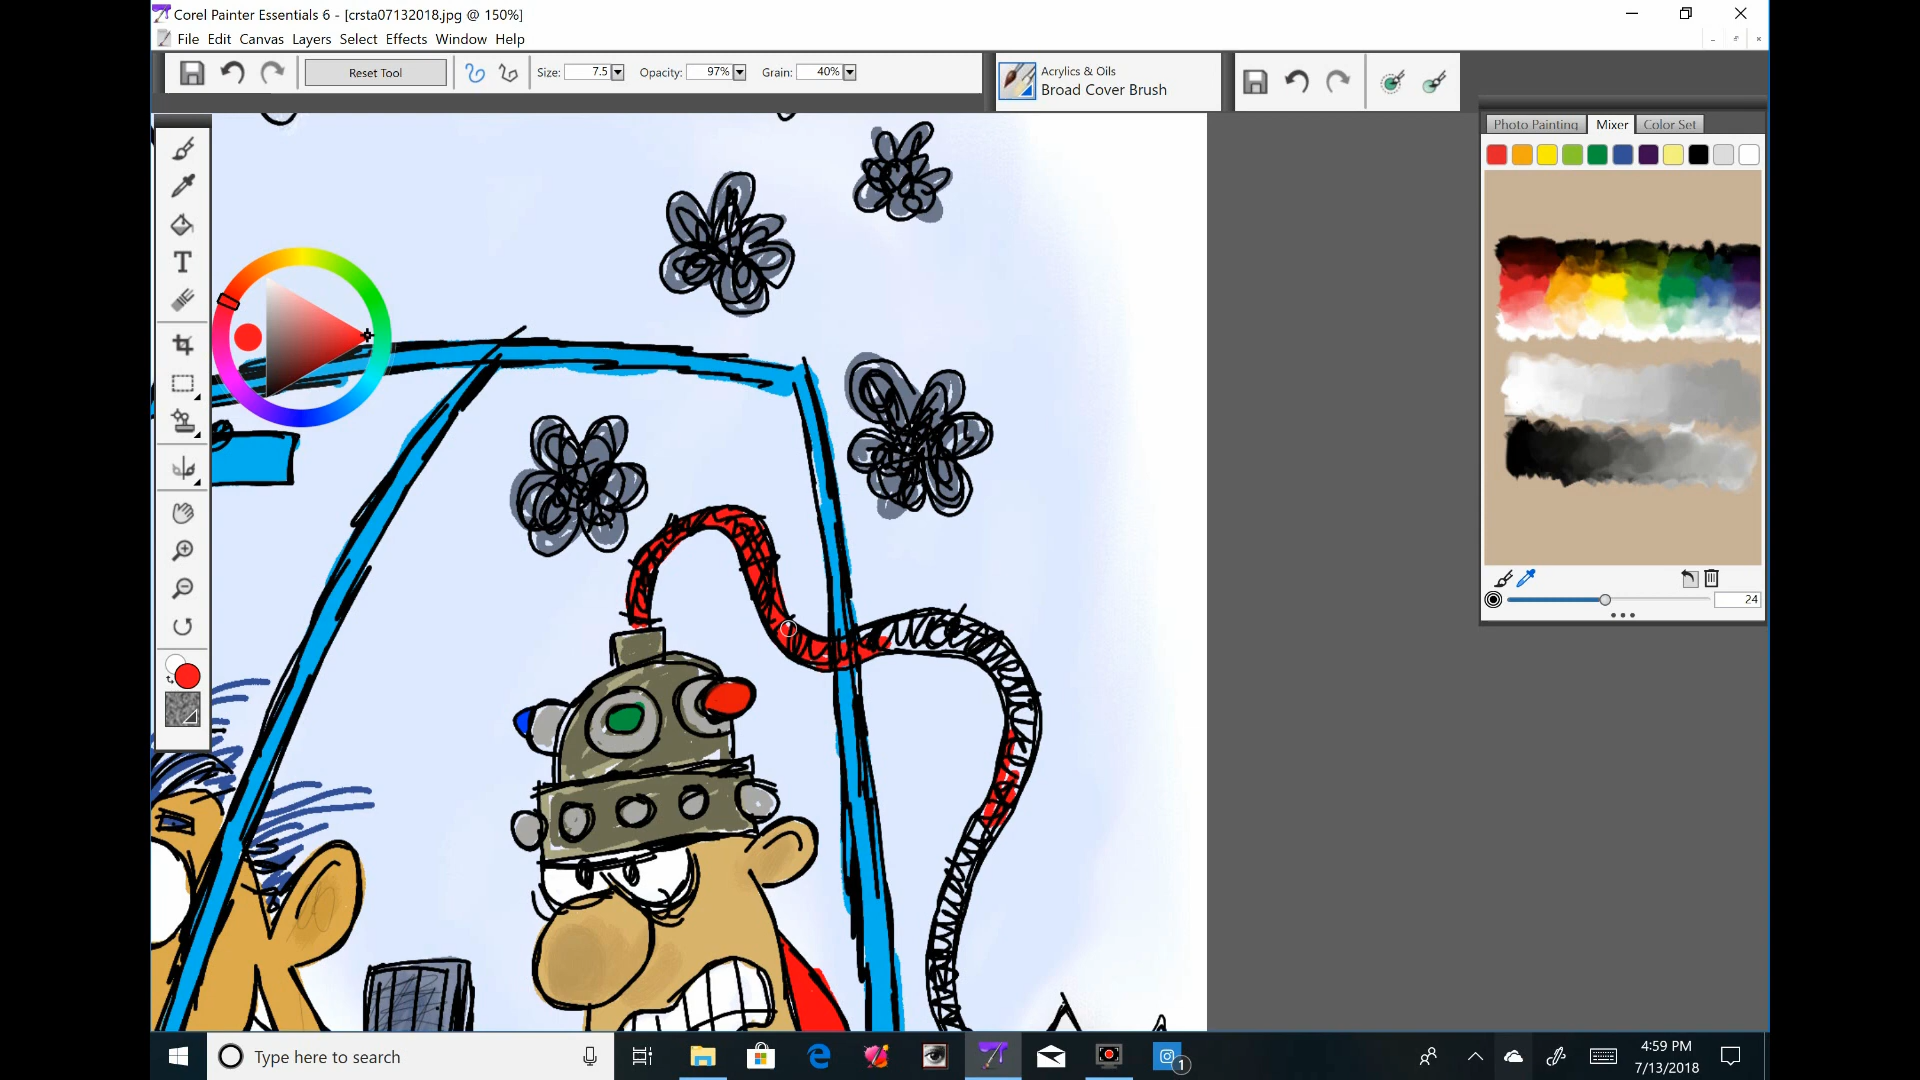 Corel Painter Essentials 6 - [crsta07132018.jpg @ 150%]
File Edit Canvas Layers Select Effects Window Help
Reset Tool Size: 7.5 Opacity: 97% Grain: 40%
Acrylics & Oils
Broad Cover Brush
Photo Painting Mixer Color Set
T
24
Type here to search
1
4:59 PM
7/13/2018